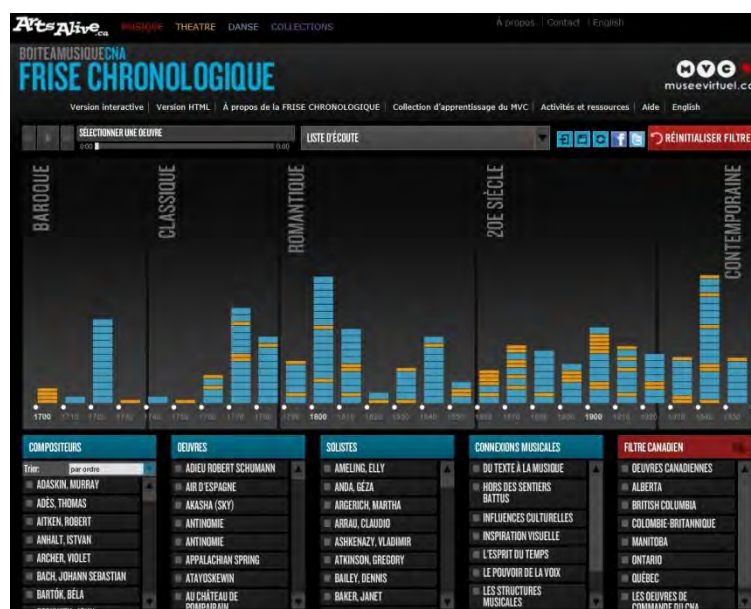 ArtsAlive.ca MUSIQUE THEATRE DANSE COLLECTIONS À propos | Contact | English
BOITEAMUSIQUECNA
FRISE CHRONOLOGIQUE
MVC
museevirtuel.ca
Version interactive | Version HTML | À propos de la FRISE CHRONOLOGIQUE | Collection d'apprentissage du MVC | Activités et ressources | Aide | English
SÉLECTIONNER UNE OEUVRE
0:00
LISTE D'ÉCOUTE
RÉINITIALISER FILTRE
BAROQUE
CLASSIQUE
ROMANTIQUE
20E SIÈCLE
CONTEMPORAINE
1700 1710 1800 1900
COMPOSITEURS
Trier: par ordre
ADASKIN, MURRAY
ADÈS, THOMAS
AITKEN, ROBERT
ANHALT, ISTVAN
ARCHER, VIOLET
BACH, JOHANN SEBASTIAN
BARTÓK, BÉLA
OEUVRES
ADIEU ROBERT SCHUMANN
AIR D'ESPAGNE
AKASHA (SKY)
ANTINOMIE
ANTINOMIE
APPALACHIAN SPRING
ATAYOSKEWIN
AU CHÂTEAU DE
POMPAIRAIN
SOLISTES
AMELING, ELLY
ANDA, GÉZA
ARGERICH, MARTHA
ARRAU, CLAUDIO
ASHKENAZY, VLADIMIR
ATKINSON, GREGORY
BAILEY, DENNIS
BAKER, JANET
CONNEXIONS MUSICALES
DU TEXTE À LA MUSIQUE
HORS DES SENTIERS
BATTUS
INFLUENCES CULTURELLES
INSPIRATION VISUELLE
L'ESPRIT DU TEMPS
LE POUVOIR DE LA VOIX
LES STRUCTURES
MUSICALES
FILTRE CANADIEN
OEUVRES CANADIENNES
ALBERTA
BRITISH COLUMBIA
COLOMBIE-BRITANNIQUE
MANITOBA
ONTARIO
QUÉBEC
LES OEUVRES DE
COMMANDE DU CNA